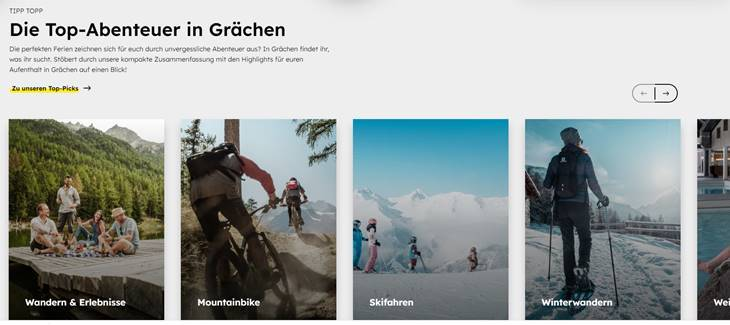 TIPP TOPP
Die Top-Abenteuer in Grächen
Die perfekten Ferien zeichnen sich für euch durch unvergessliche Abenteuer aus? In Grächen findet ihr,
was ihr sucht. Stöbert durch unsere kompakte Zusammenfassung mit den Highlights für euren
Aufenthalt in Grächen auf einen Blick!
Zu unseren Top-Picks
Wandern & Erlebnisse
Mountainbike
Skifahren
Winterwandern
Wei